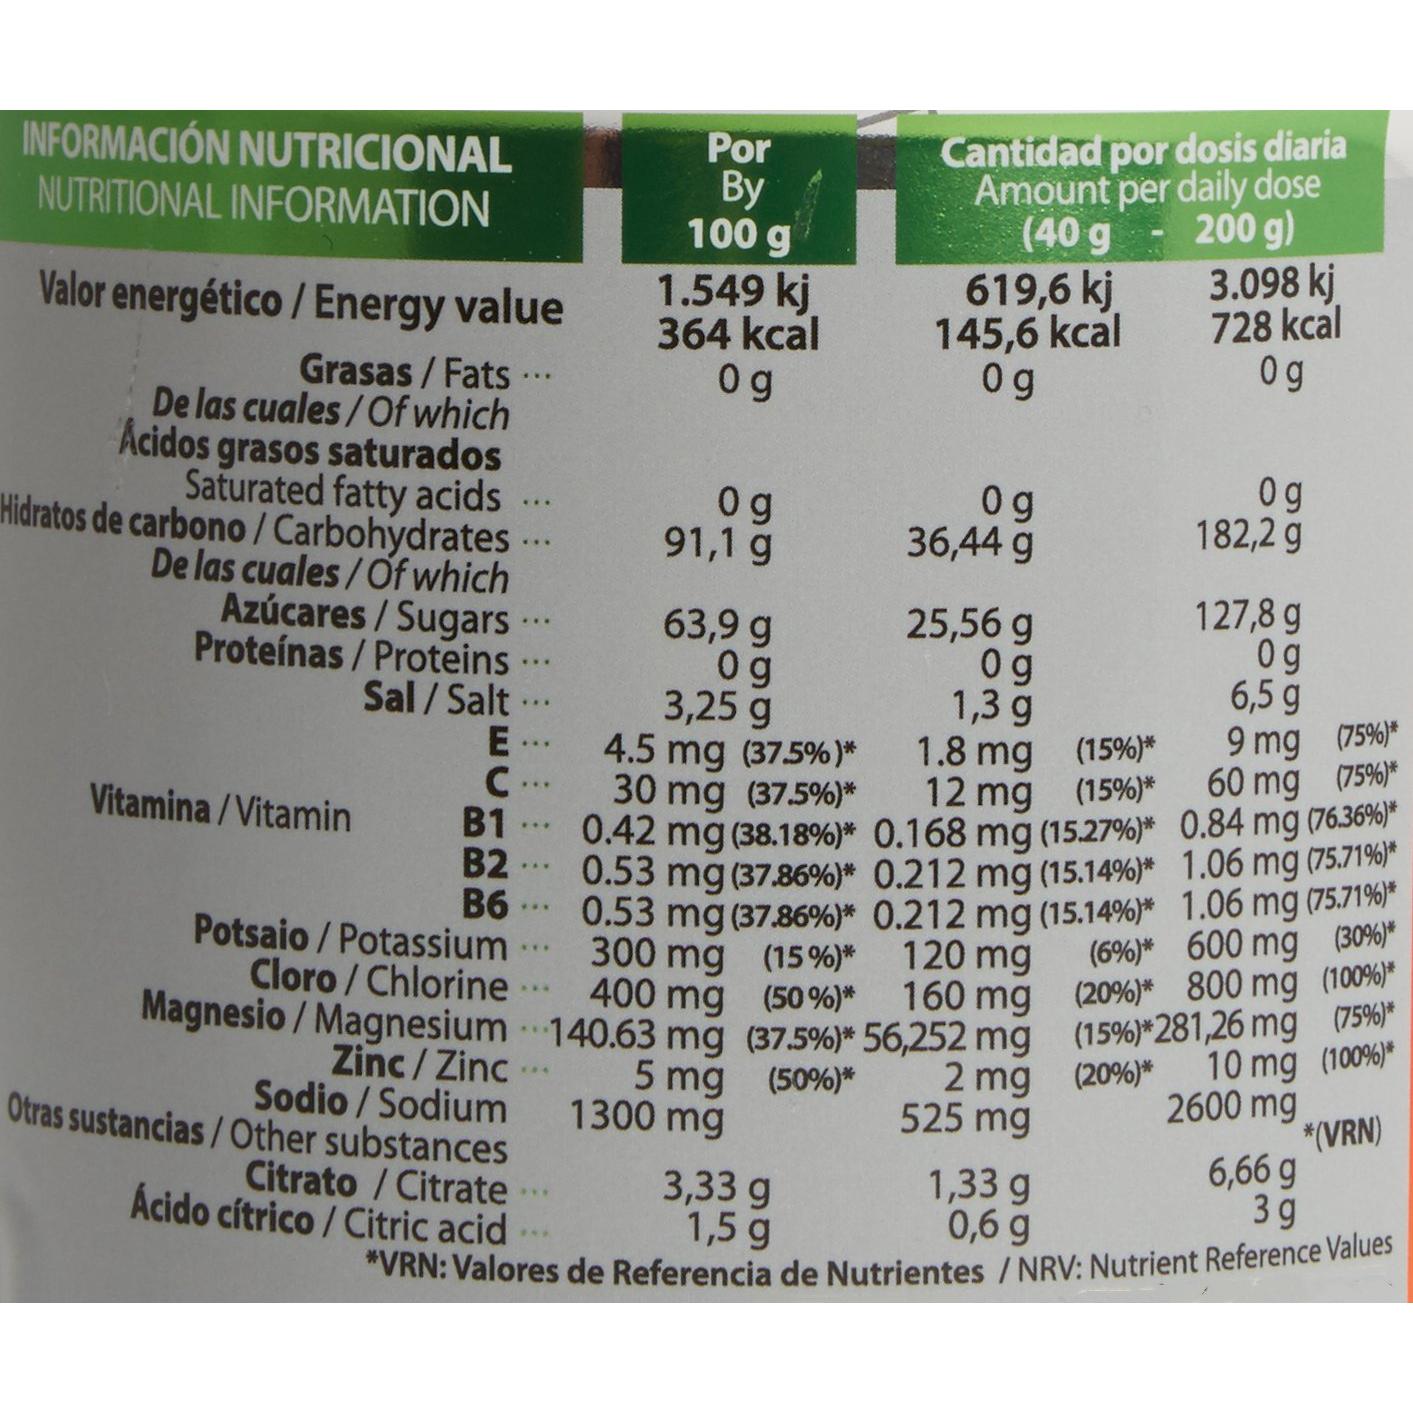 INFORMACIÓN NUTRICIONAL Por Cantidad por dosis diaria
NUTRITIONAL INFORMATION By Amount per daily dose
100 g (40 g - 200 g)
Valor energético / Energy value 1.549 kj 619,6 kj 3.098 kj
364 kcal 145,6 kcal 728 kcal
Grasas / Fats ... 0 g 0 g 0 g
De las cuales / Of which
Ácidos grasos saturados
Saturated fatty acids ... 0 g 0 g 0 g
Hidratos de carbono / Carbohydrates ... 91,1 g 36,44 g 182,2 g
De las cuales / Of which
Azúcares / Sugars ... 63,9 g 25,56 g 127,8 g
Proteínas / Proteins ... 0 g 0 g 0 g
Sal / Salt ... 3,25 g 1,3 g 6,5 g
E ... 4.5 mg (37.5%)* 1.8 mg (15%)* 9 mg (75%)*
C ... 30 mg (37.5%)* 12 mg (15%)* 60 mg (75%)*
Vitamina / Vitamin B1 ... 0.42 mg (38.18%)* 0.168 mg (15.27%)* 0.84 mg (76.36%)*
B2 ... 0.53 mg (37.86%)* 0.212 mg (15.14%)* 1.06 mg (75.71%)*
B6 ... 0.53 mg (37.86%)* 0.212 mg (15.14%)* 1.06 mg (75.71%)*
Potsaio / Potassium ... 300 mg (15%)* 120 mg (6%)* 600 mg (30%)*
Cloro / Chlorine ... 400 mg (50%)* 160 mg (20%)* 800 mg (100%)*
Magnesio / Magnesium ... 140.63 mg (37.5%)* 56,252 mg (15%)* 281,26 mg (75%)*
Zinc / Zinc ... 5 mg (50%)* 2 mg (20%)* 10 mg (100%)*
Sodio / Sodium 1300 mg 525 mg 2600 mg
Otras sustancias / Other substances *(VRN)
Citrato / Citrate ... 3,33 g 1,33 g 6,66 g
Ácido cítrico / Citric acid ... 1,5 g 0,6 g 3 g
*VRN: Valores de Referencia de Nutrientes / NRV: Nutrient Reference Values